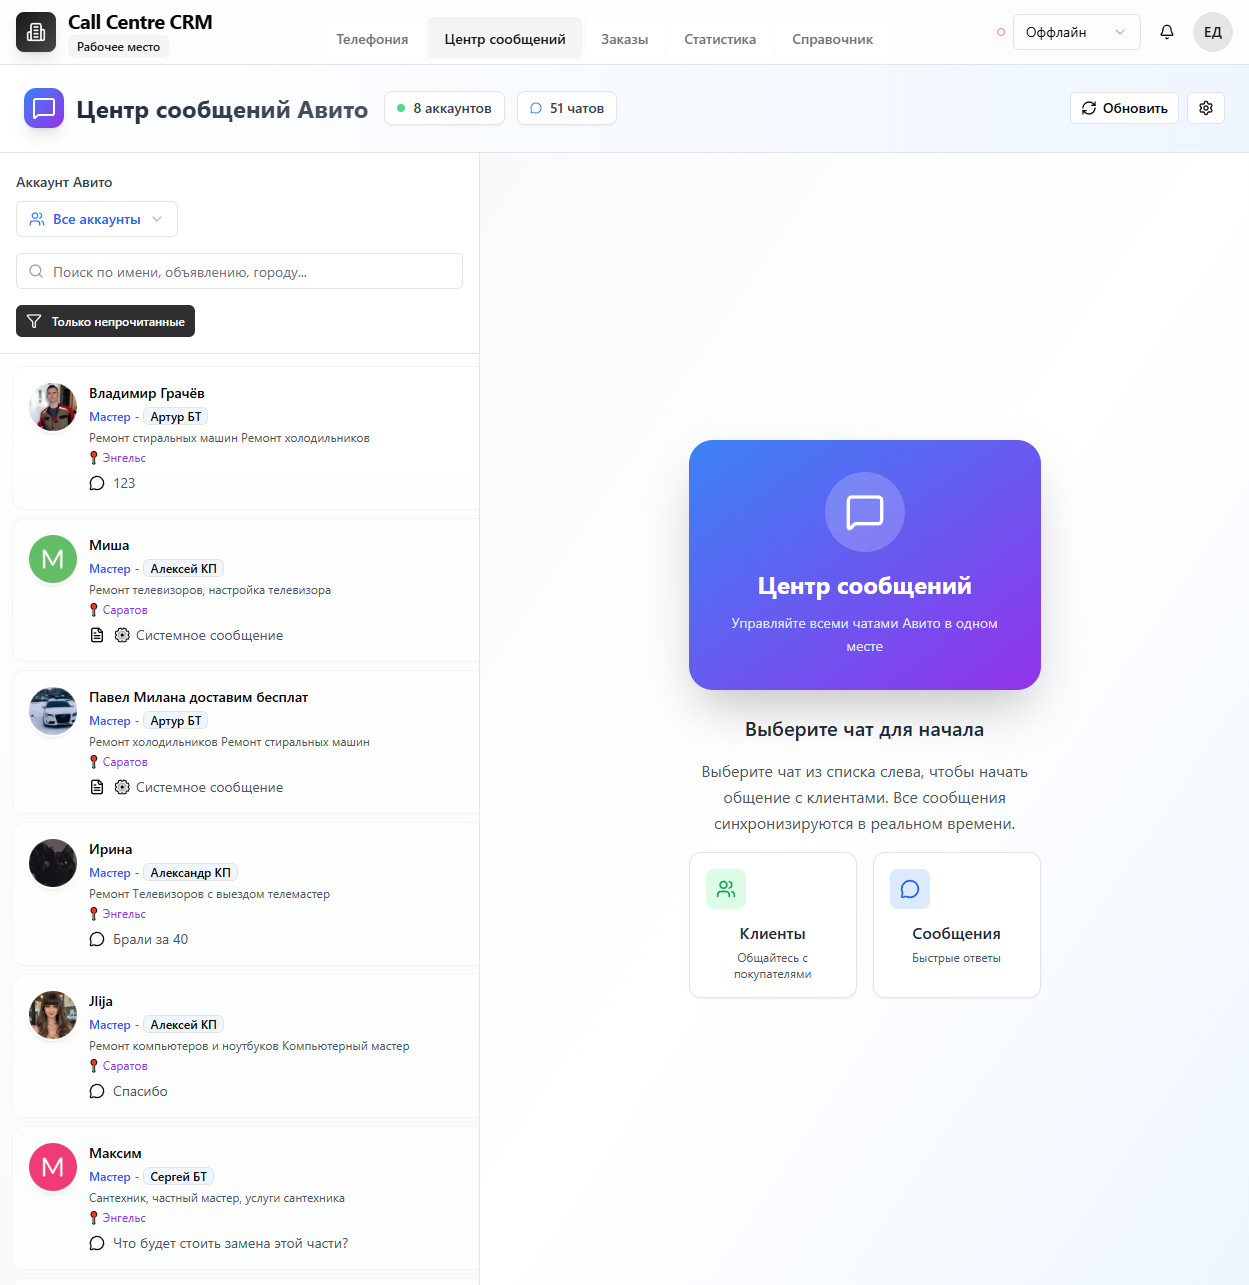 Call Centre CRM
Рабочее место
Телефония
Центр сообщений
Заказы
Статистика
Справочник
Оффлайн
ЕД
Центр сообщений Авито
8 аккаунтов
51 чатов
Обновить
Аккаунт Авито
Все аккаунты
Поиск по имени, объявлению, городу...
Только непрочитанные
Владимир Грачёв
Мастер - Артур БТ
Ремонт стиральных машин Ремонт холодильников
Энгельс
123
М
Миша
Мастер - Алексей КП
Ремонт телевизоров, настройка телевизора
Саратов
Системное сообщение
Павел Милана доставим бесплат
Мастер - Артур БТ
Ремонт холодильников Ремонт стиральных машин
Саратов
Системное сообщение
Ирина
Мастер - Александр КП
Ремонт Телевизоров с выездом телемастер
Энгельс
Брали за 40
Jlija
Мастер - Алексей КП
Ремонт компьютеров и ноутбуков Компьютерный мастер
Саратов
Спасибо
М
Максим
Мастер - Сергей БТ
Сантехник, частный мастер, услуги сантехника
Энгельс
Что будет стоить замена этой части?
Центр сообщений
Управляйте всеми чатами Авито в одном
месте
Выберите чат для начала
Выберите чат из списка слева, чтобы начать
общение с клиентами. Все сообщения
синхронизируются в реальном времени.
Клиенты
Общайтесь с
покупателями
Сообщения
Быстрые ответы